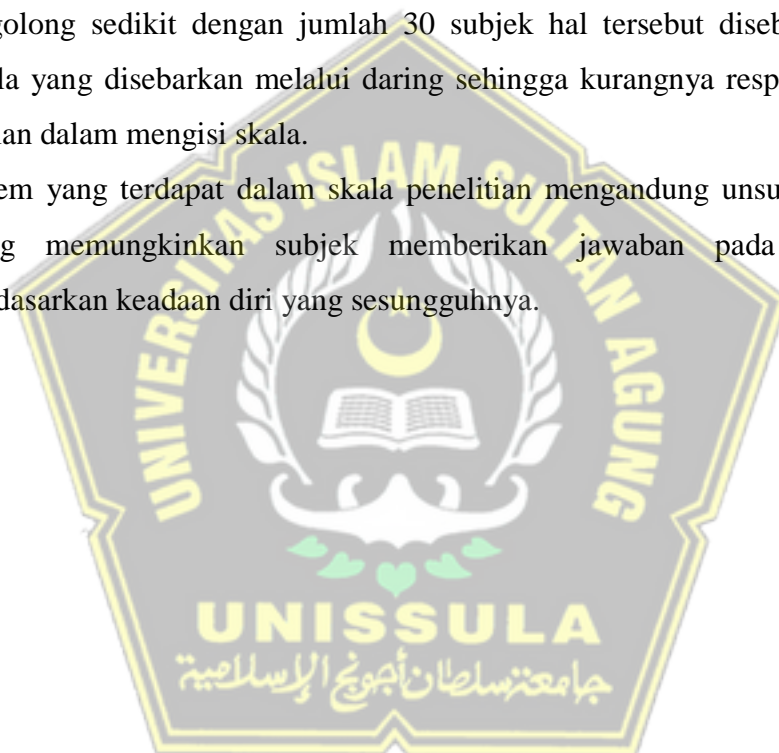 golong sedikit dengan jumlah 30 subjek hal tersebut diseb
la yang disebarkan melalui daring sehingga kurangnya resp
an dalam mengisi skala.
em yang terdapat dalam skala penelitian mengandung unsu
g memungkinkan subjek memberikan jawaban pada
dasarkan keadaan diri yang sesungguhnya.
UNIVERSITAS ISLAM SULTAN AGUNG
UNISSULA
جامعتنسلطان أجونج الإسلامية